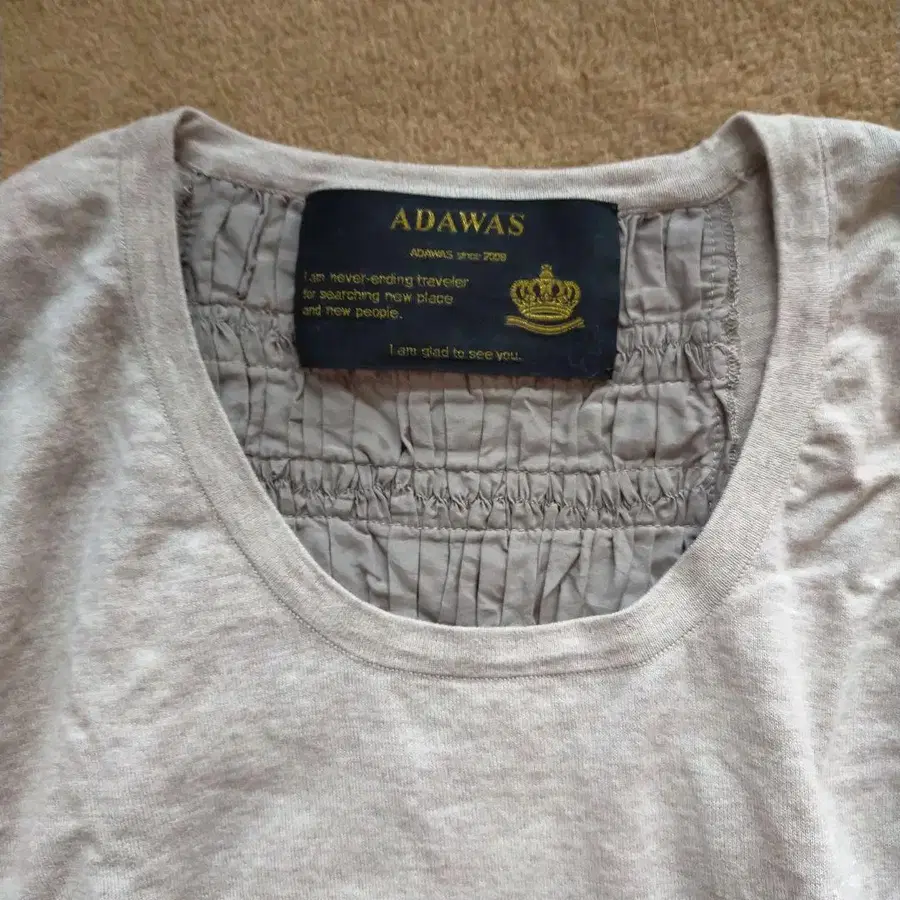 ADAWAS
ADAWAS since 2009
I am never-ending traveler
for searching new place
and new people.
I am glad to see you.